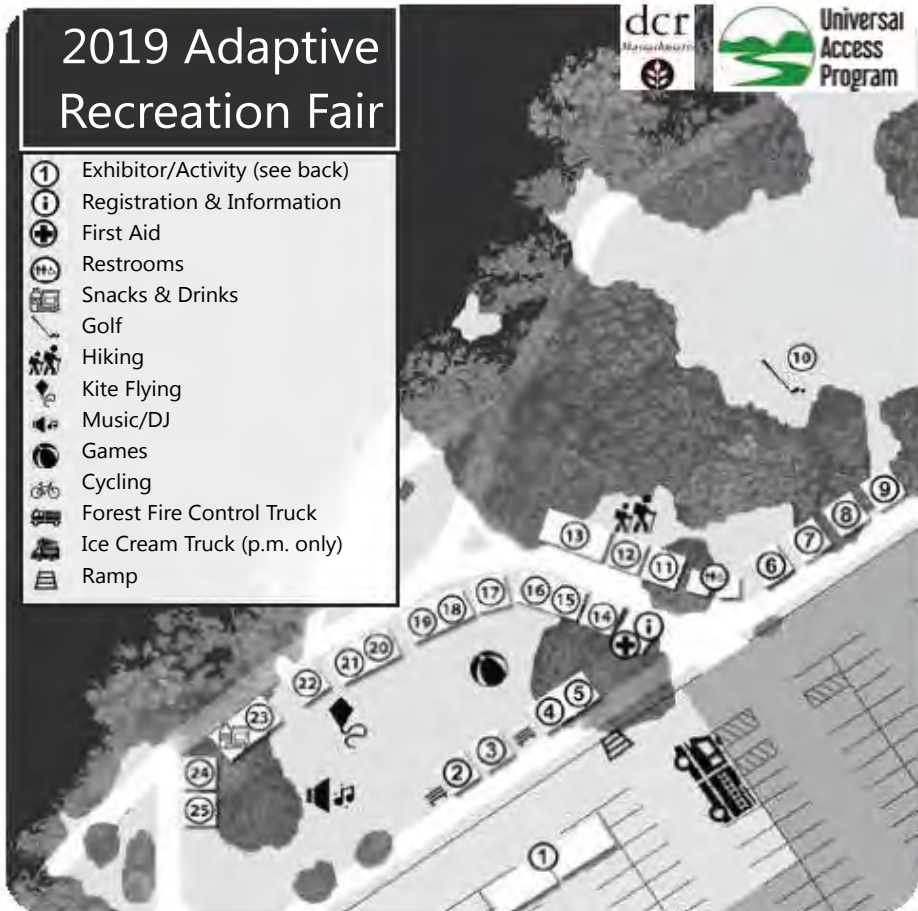 2019 Adaptive
Recreation Fair
dcr
Massachusetts
Universal
Access
Program
1 Exhibitor/Activity (see back)
i Registration & Information
First Aid
Restrooms
Snacks & Drinks
Golf
Hiking
Kite Flying
Music/DJ
Games
Cycling
Forest Fire Control Truck
Ice Cream Truck (p.m. only)
Ramp
10
9
8
7
6
13
12
11
i
14
15
16
17
18
19
20
21
22
23
24
25
5
4
3
2
1